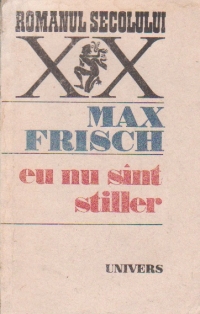 ROMANUL SECOLULUI
XX
MAX
FRISCH
eu nu sînt
stiller
UNIVERS